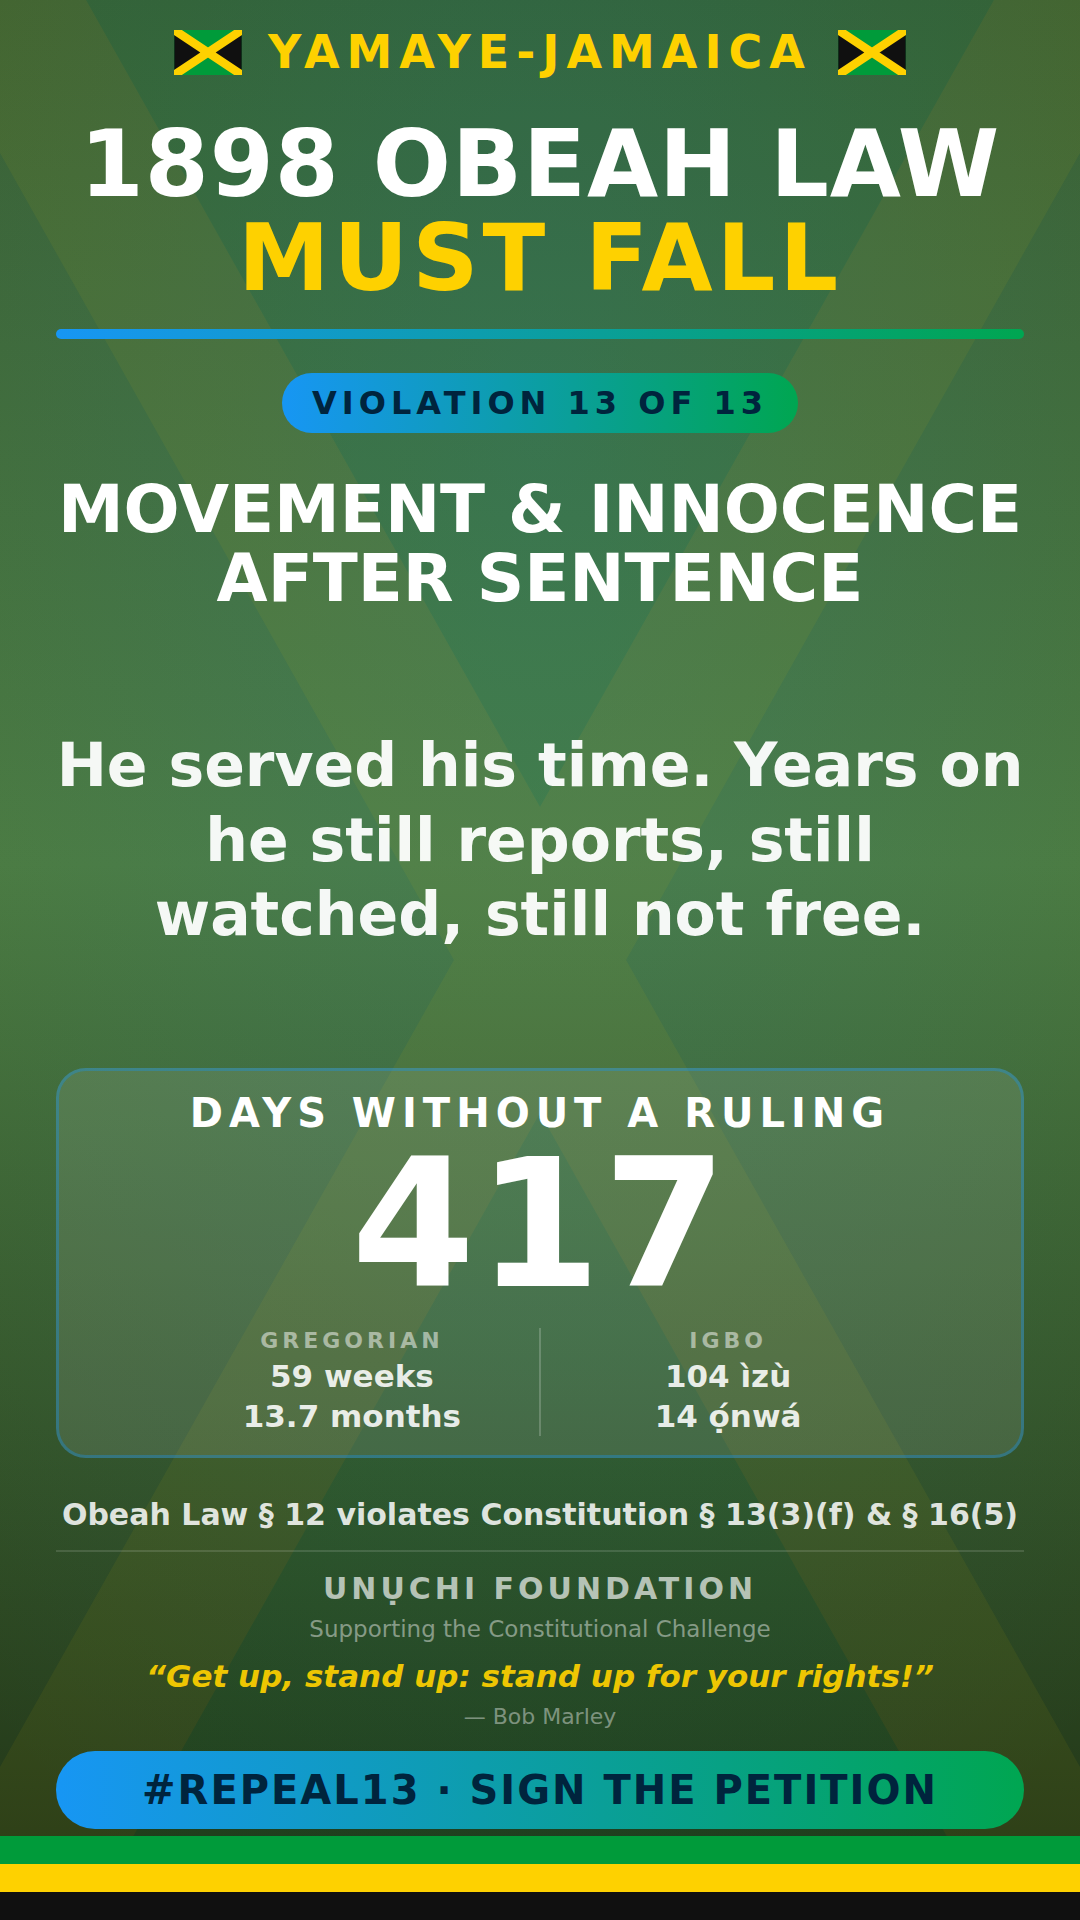 YAMAYE-JAMAICA
1898 OBEAH LAW
MUST FALL
VIOLATION 13 OF 13
MOVEMENT & INNOCENCE
AFTER SENTENCE
He served his time. Years on
he still reports, still
watched, still not free.
DAYS WITHOUT A RULING
417
GREGORIAN
59 weeks
13.7 months
IGBO
104 ìzù
14 ọ́nwá
Obeah Law § 12 violates Constitution § 13(3)(f) & § 16(5)
UNỤCHI FOUNDATION
Supporting the Constitutional Challenge
“Get up, stand up: stand up for your rights!”
— Bob Marley
#REPEAL13 · SIGN THE PETITION